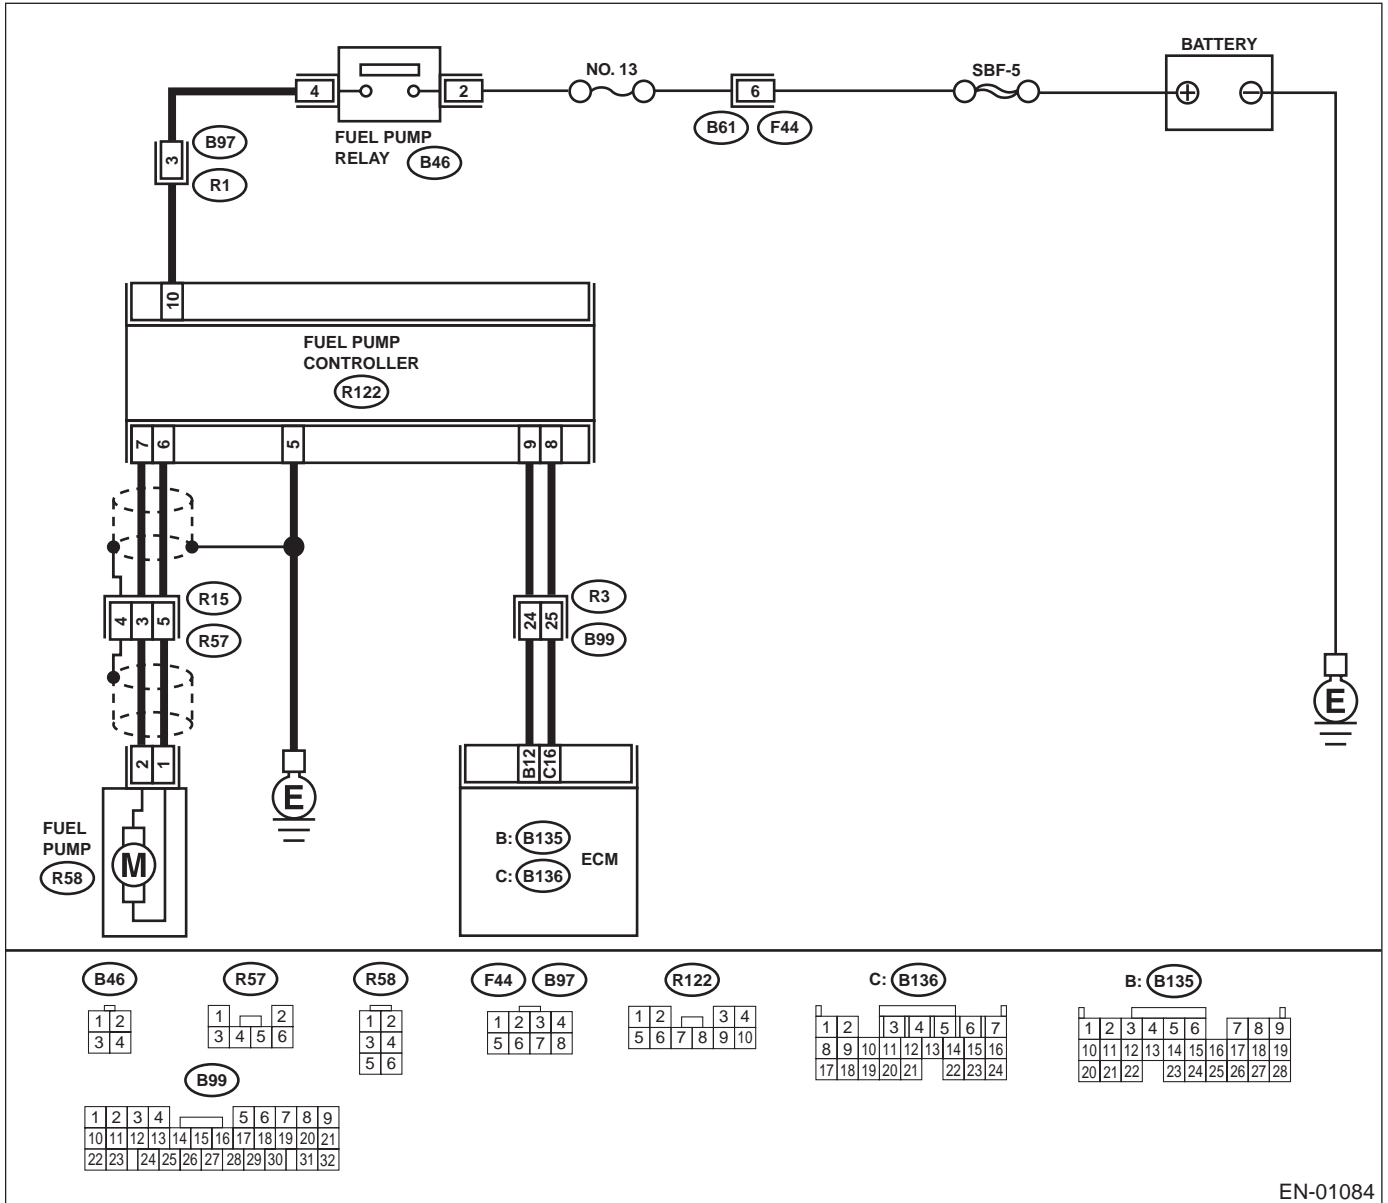 BATTERY
NO. 13
SBF-5
4
2
6
B61
F44
FUEL PUMP
RELAY
B46
B97
3
R1
10
FUEL PUMP
CONTROLLER
R122
7
6
5
9
8
R15
4
3
5
R57
R3
24
25
B99
E
2
1
B12
C16
E
FUEL
PUMP
R58
M
B: B135
ECM
C: B136
B46
R57
R58
F44
B97
R122
C: B136
B: B135
1 2
3 4
1 2
3 4 5 6
1 2
3 4
5 6
1 2 3 4
5 6 7 8
1 2 3 4
5 6 7 8 9 10
1 2 3 4 5 6 7
8 9 10 11 12 13 14 15 16
17 18 19 20 21 22 23 24
1 2 3 4 5 6 7 8 9
10 11 12 13 14 15 16 17 18 19
20 21 22 23 24 25 26 27 28
B99
1 2 3 4 5 6 7 8 9
10 11 12 13 14 15 16 17 18 19 20 21
22 23 24 25 26 27 28 29 30 31 32
EN-01084